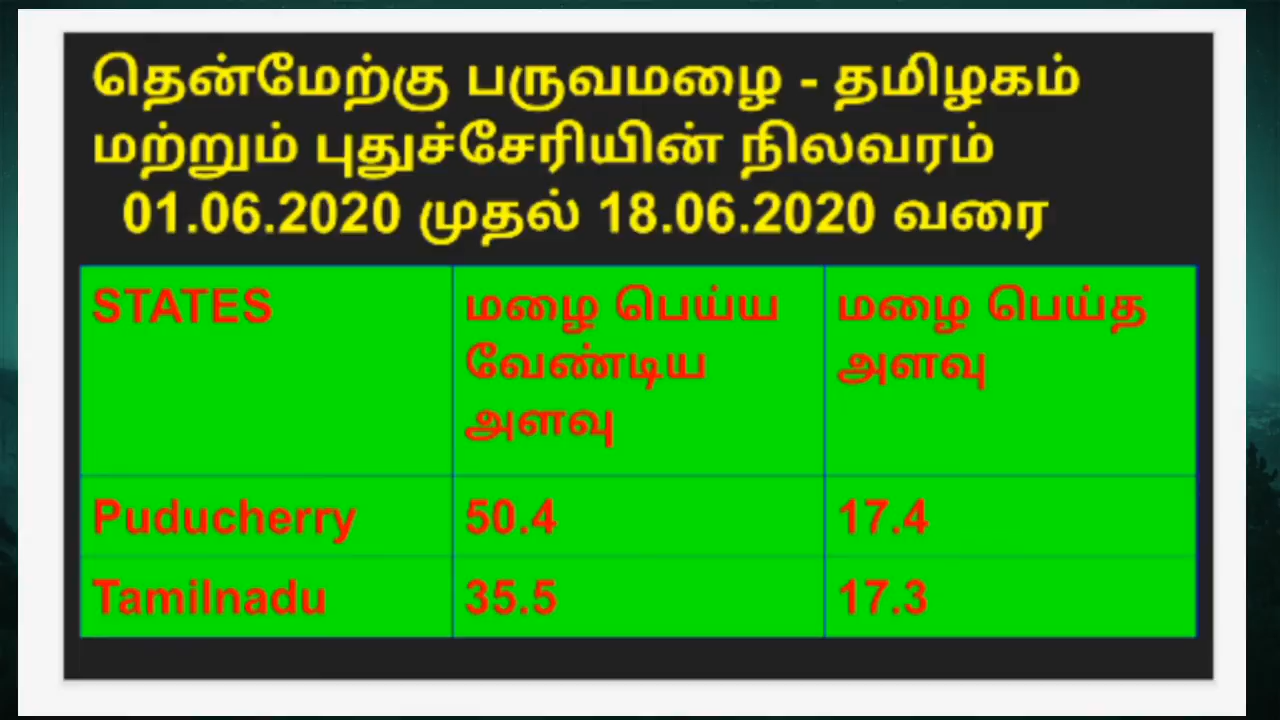 தென்மேற்கு பருவமழை - தமிழகம்
மற்றும் புதுச்சேரியின் நிலவரம்
01.06.2020 முதல் 18.06.2020 வரை
STATES
மழை பெய்ய
வேண்டிய
அளவு
மழை பெய்த
அளவு
Puducherry 50.4 17.4
Tamilnadu 35.5 17.3